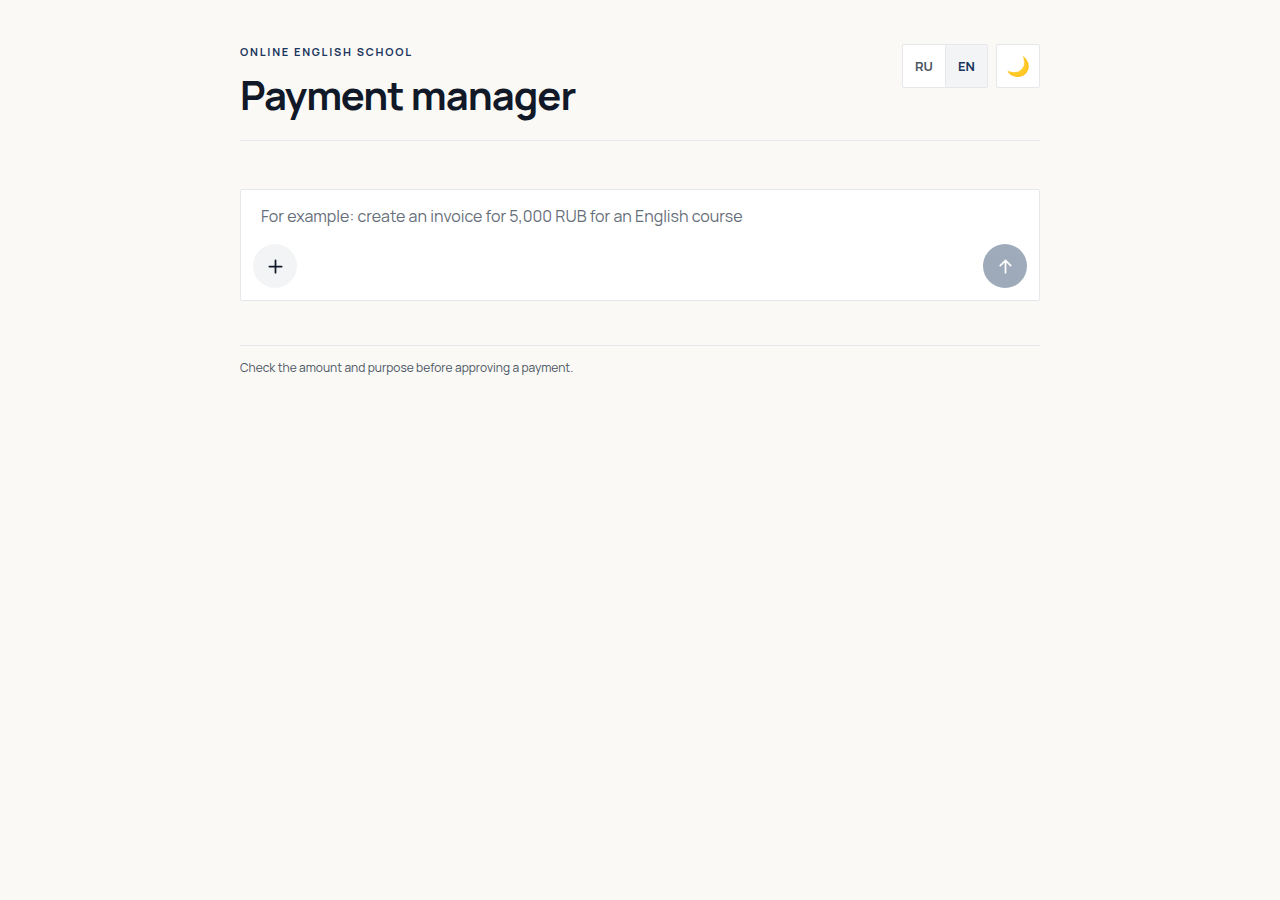 ONLINE ENGLISH SCHOOL
RU EN
Payment manager
For example: create an invoice for 5,000 RUB for an English course
Check the amount and purpose before approving a payment.